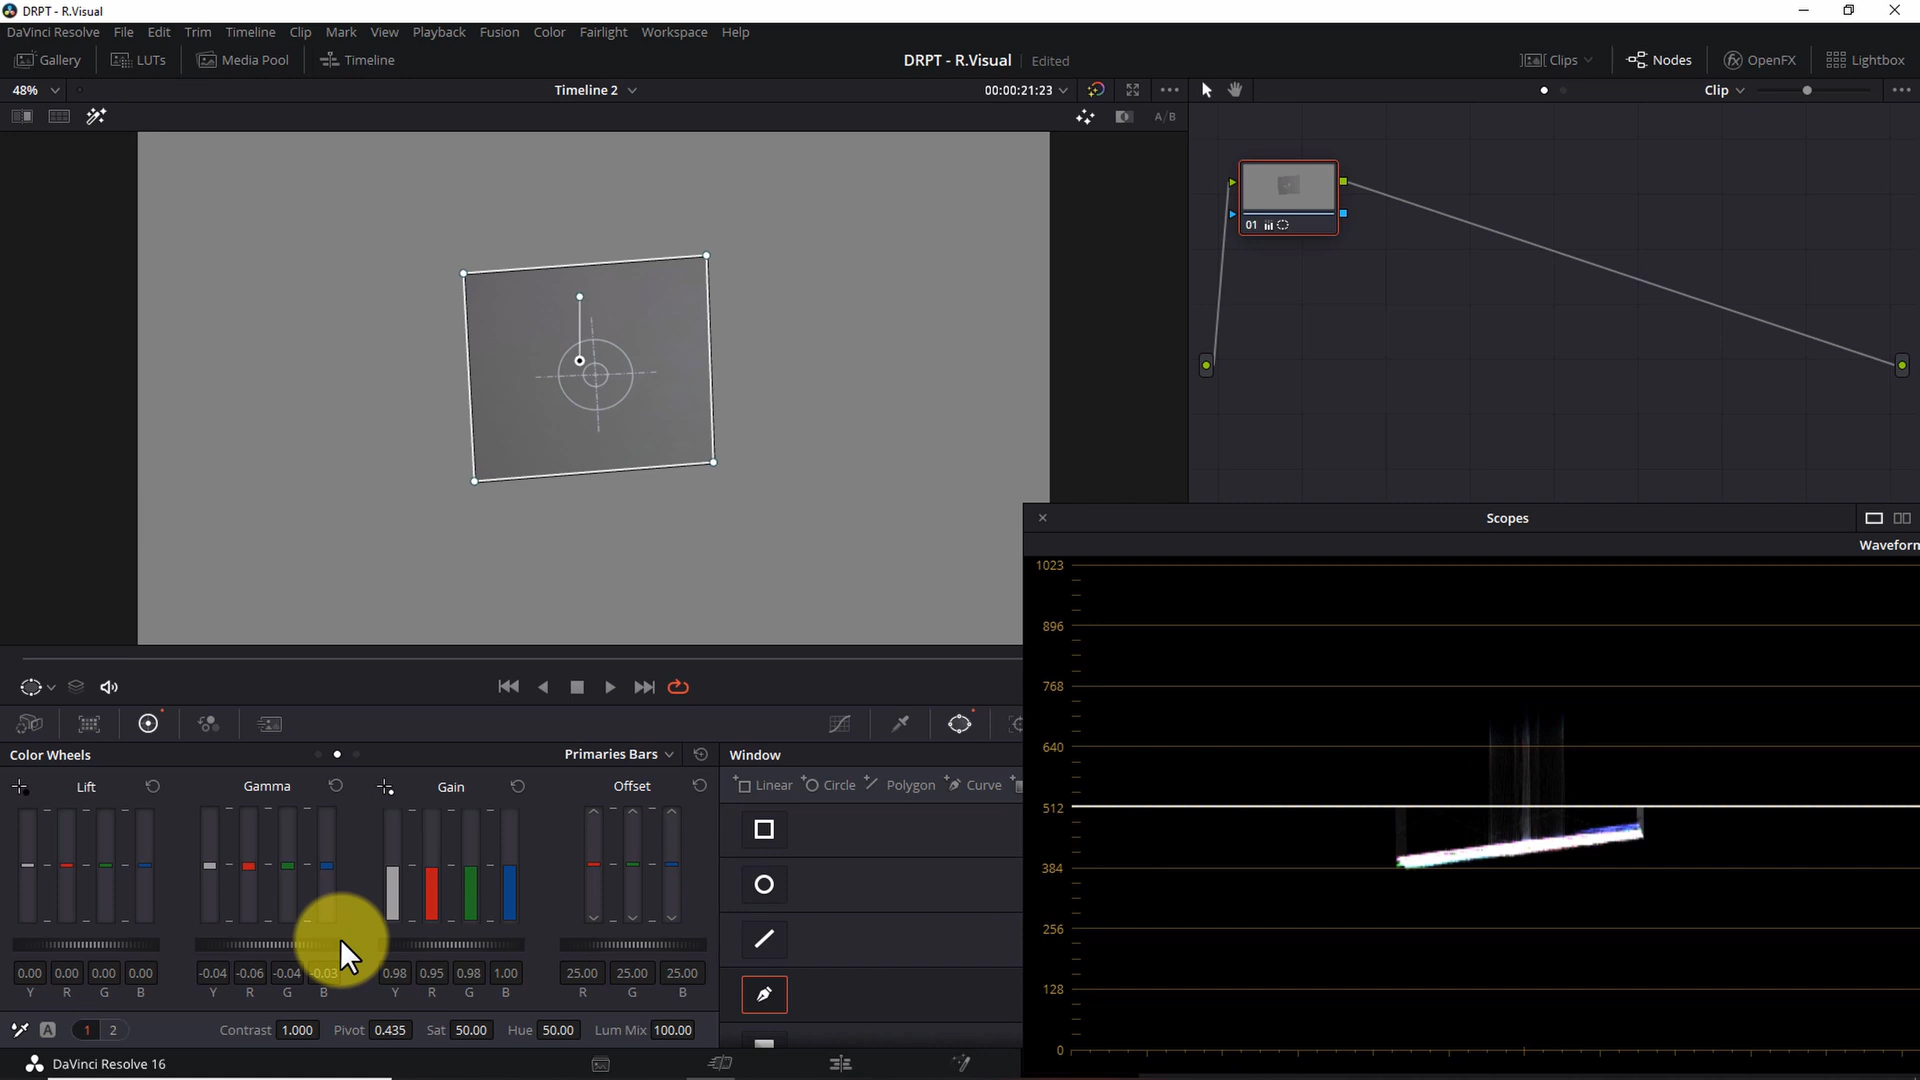 DRPT - R.Visual
DaVinci Resolve File Edit Trim Timeline Clip Mark View Playback Fusion Color Fairlight Workspace Help
Gallery LUTs Media Pool Timeline DRPT - R.Visual Edited Clips Nodes OpenFX Lightbox
48% Timeline 2 00:00:21:23 Clip
A/B
01
Scopes
Waveform
1023
896
768
640
512
384
256
128
0
Color Wheels Primaries Bars Window
Lift Gamma Gain Offset Linear Circle Polygon Curve
0.00 0.00 0.00 0.00 -0.04 -0.06 -0.04 -0.03 0.98 0.95 0.98 1.00 25.00 25.00 25.00
Y R G B Y R G B Y R G B R G B
A 1 2 Contrast 1.000 Pivot 0.435 Sat 50.00 Hue 50.00 Lum Mix 100.00
DaVinci Resolve 16